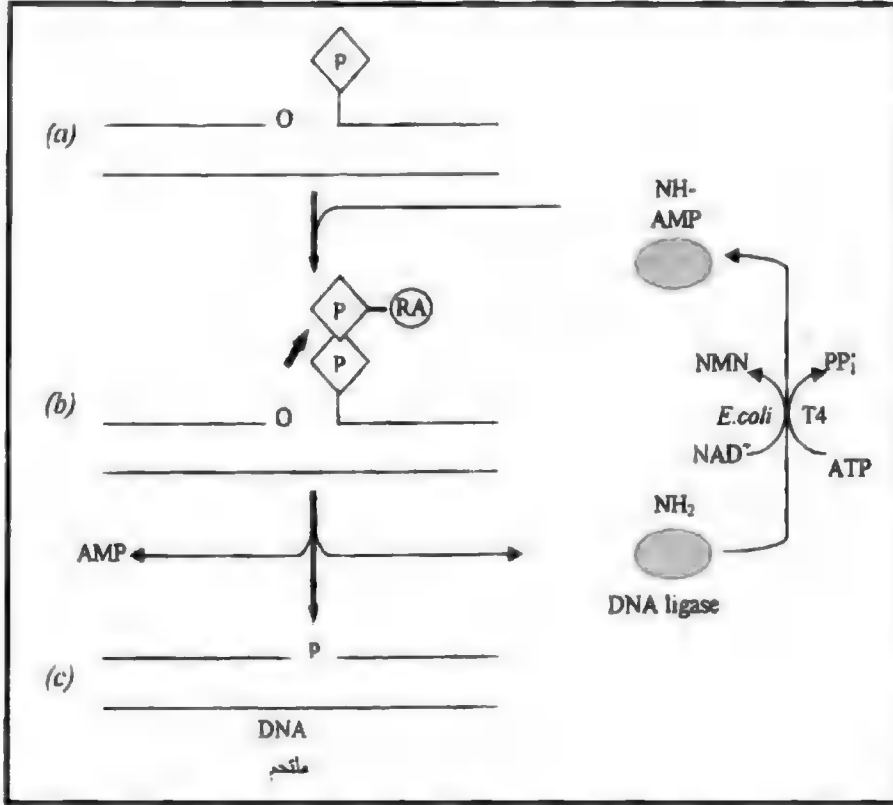 P
(a)
O
NH-
AMP
P
RA
P
NMN
PPi
(b)
O
E.coli
T4
NAD+
ATP
NH₂
AMP
DNA ligase
P
(c)
DNA
ملتحم